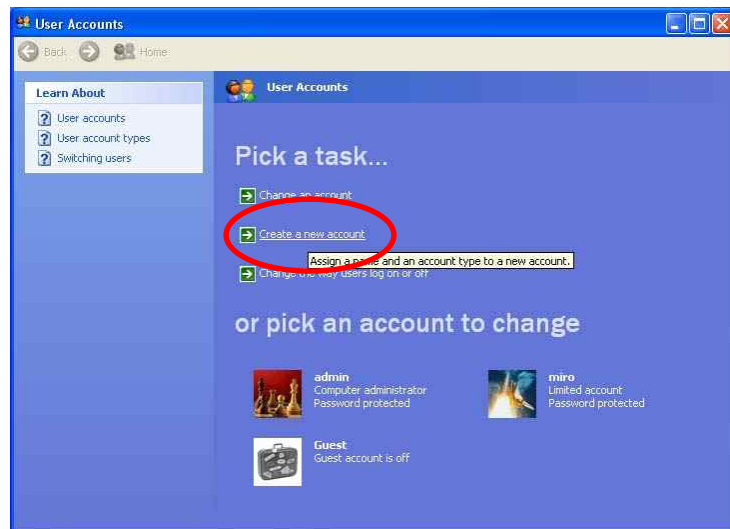 User Accounts
Back Home
Learn About
User accounts
User account types
Switching users
User Accounts
Pick a task...
Change an account
Create a new account
Assign a name and an account type to a new account.
Change the way users log on or off
or pick an account to change
admin
Computer administrator
Password protected
miro
Limited account
Password protected
Guest
Guest account is off